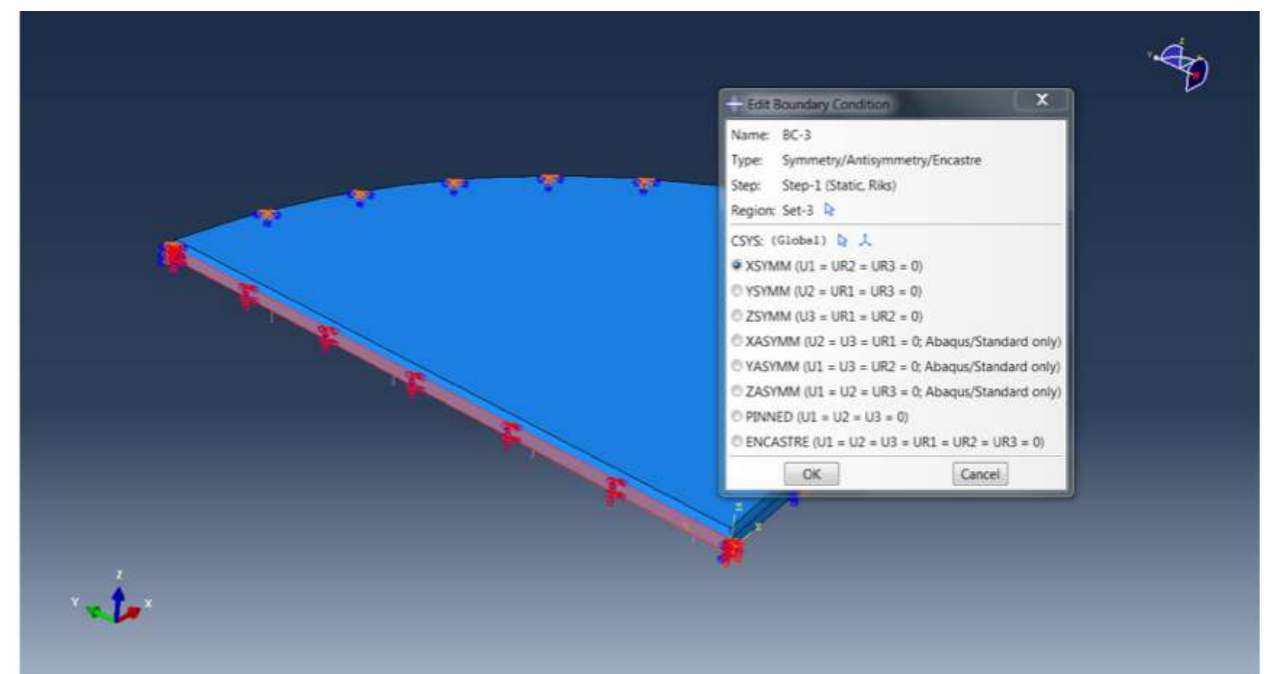 Edit Boundary Condition X
Name: BC-3
Type: Symmetry/Antisymmetry/Encastre
Step: Step-1 (Static, Riks)
Region: Set-3
CSYS: (Global)
XSYMM (U1 = UR2 = UR3 = 0)
YSYMM (U2 = UR1 = UR3 = 0)
ZSYMM (U3 = UR1 = UR2 = 0)
XASYMM (U2 = U3 = UR1 = 0; Abaqus/Standard only)
YASYMM (U1 = U3 = UR2 = 0; Abaqus/Standard only)
ZASYMM (U1 = U2 = UR3 = 0; Abaqus/Standard only)
PINNED (U1 = U2 = U3 = 0)
ENCASTRE (U1 = U2 = U3 = UR1 = UR2 = UR3 = 0)
OK Cancel
Z
Y X